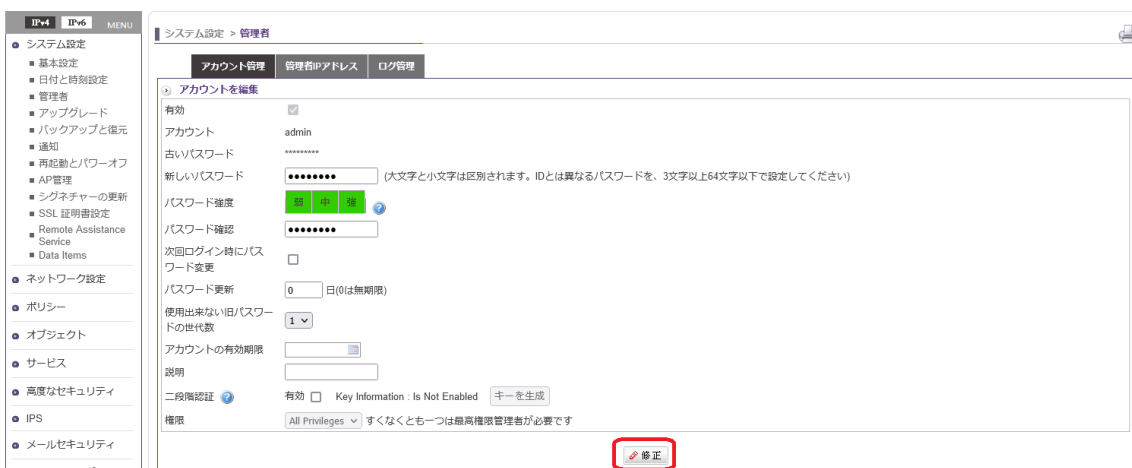 IPv4 IPv6 MENU
システム設定
基本設定
日付と時刻設定
管理者
アップグレード
バックアップと復元
通知
再起動とパワーオフ
AP管理
シグネチャーの更新
SSL 証明書設定
Remote Assistance
Service
Data Items
ネットワーク設定
ポリシー
オブジェクト
サービス
高度なセキュリティ
IPS
メールセキュリティ
システム設定 > 管理者
アカウント管理 管理者IPアドレス ログ管理
アカウントを編集
有効
アカウント admin
古いパスワード *********
新しいパスワード ●●●●●●●● (大文字と小文字は区別されます。IDとは異なるパスワードを、3文字以上64文字以下で設定してください)
パスワード強度 弱 中 強 ?
パスワード確認 ●●●●●●●●
次回ログイン時にパス
ワード変更
パスワード更新 0 日(0は無期限)
使用出来ない旧パスワー
ドの世代数 1
アカウントの有効期限
説明
二段階認証 ? 有効 Key Information : Is Not Enabled キーを生成
権限 All Privileges すくなくとも一つは最高権限管理者が必要です
修正